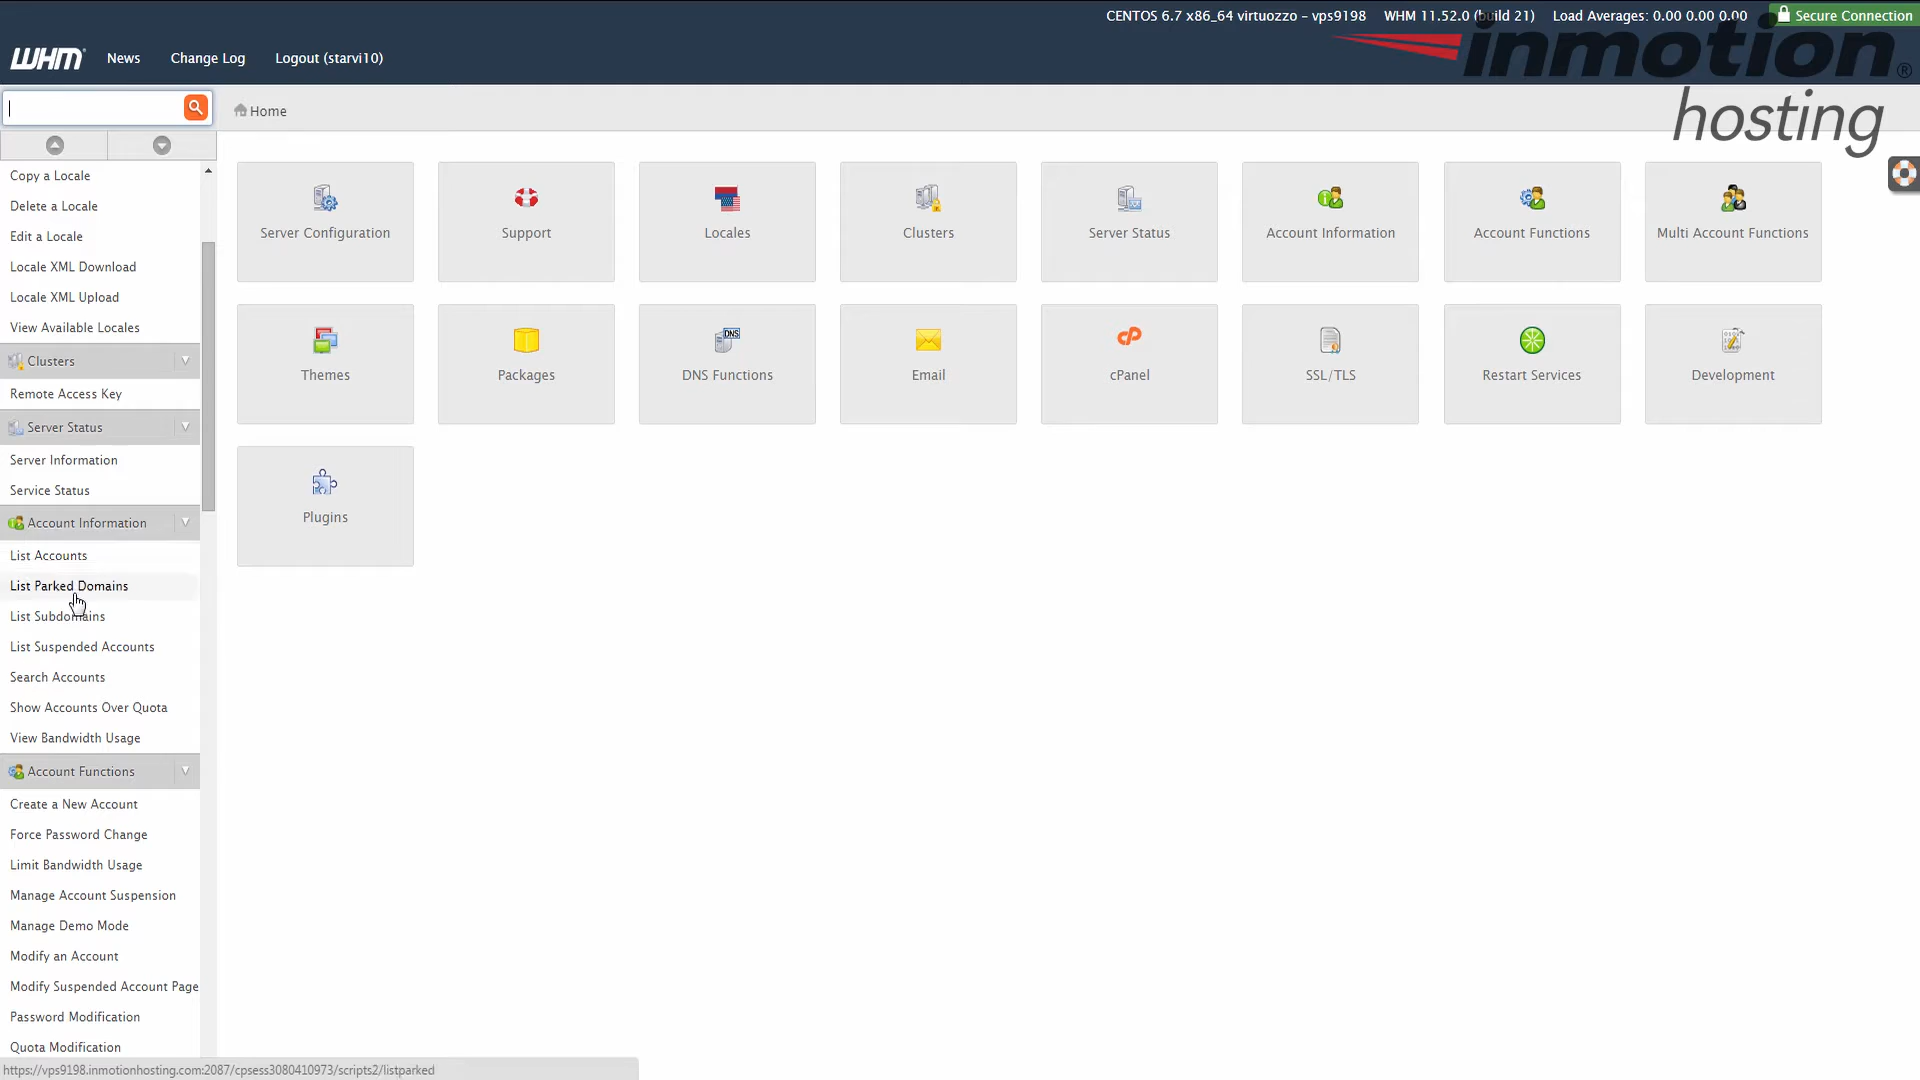 CENTOS 6.7 x86_64 virtuozzo – vps9198 WHM 11.52.0 (build 21) Load Averages: 0.00 0.00 0.00 Secure Connection
WHM News Change Log Logout (starvi10)
inmotion®
hosting
Home
Copy a Locale
Delete a Locale
Edit a Locale
Locale XML Download
Locale XML Upload
View Available Locales
Clusters
Remote Access Key
Server Status
Server Information
Service Status
Account Information
List Accounts
List Parked Domains
List Subdomains
List Suspended Accounts
Search Accounts
Show Accounts Over Quota
View Bandwidth Usage
Account Functions
Create a New Account
Force Password Change
Limit Bandwidth Usage
Manage Account Suspension
Manage Demo Mode
Modify an Account
Modify Suspended Account Page
Password Modification
Quota Modification
Server Configuration
Support
Locales
Clusters
Server Status
Account Information
Account Functions
Multi Account Functions
Themes
Packages
DNS
DNS Functions
Email
cP
cPanel
SSL/TLS
Restart Services
Development
Plugins
https://vps9198.inmotionhosting.com:2087/cpsess3080410973/scripts2/listparked